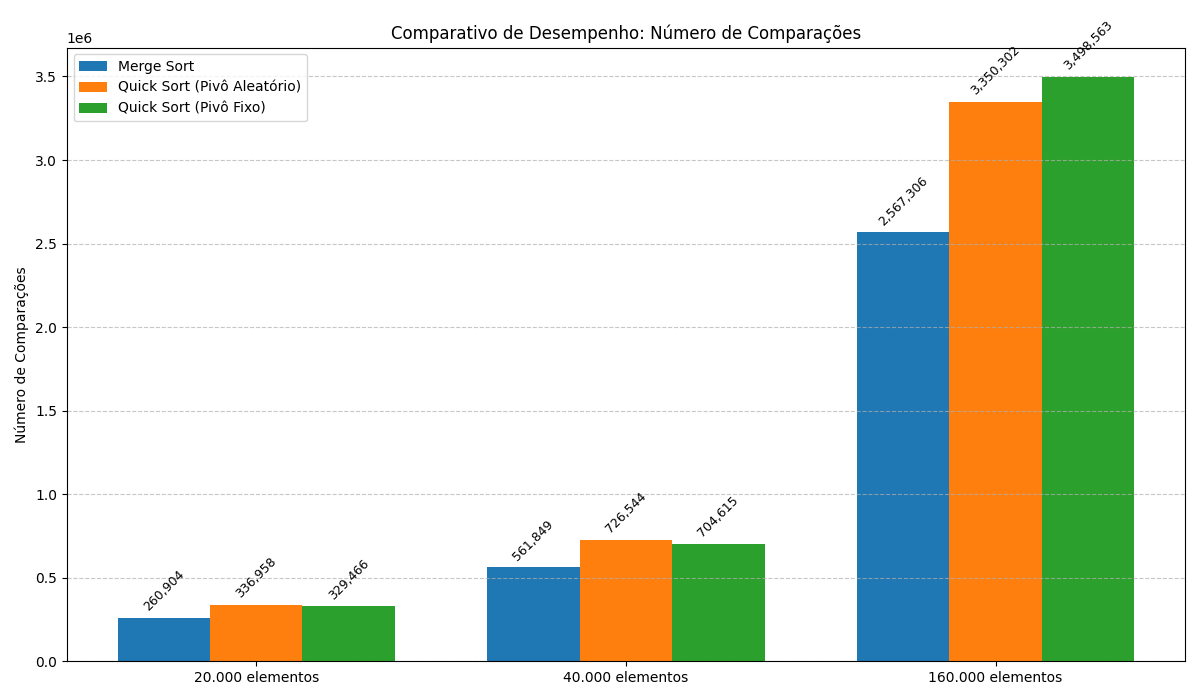 Comparativo de Desempenho: Número de Comparações
1e6
Merge Sort
Quick Sort (Pivô Aleatório)
Quick Sort (Pivô Fixo)
Número de Comparações
3.5
3.0
2.5
2.0
1.5
1.0
0.5
0.0
260,904
336,958
329,466
561,849
726,544
704,615
2,567,306
3,350,302
3,498,563
20.000 elementos
40.000 elementos
160.000 elementos